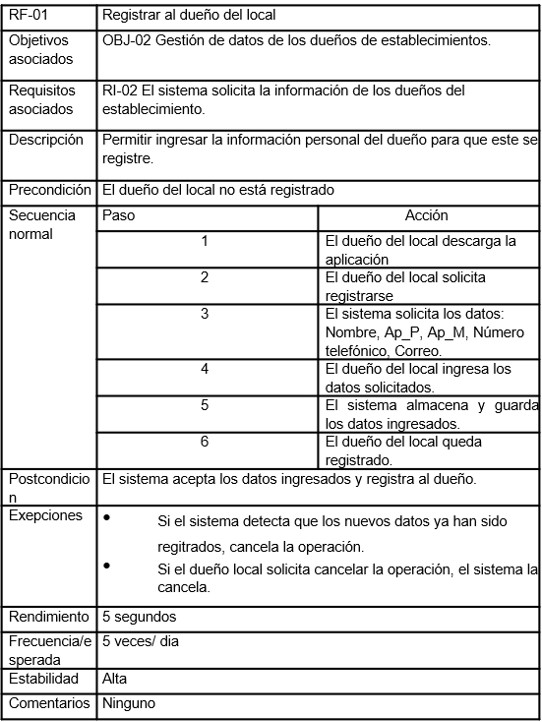 RF-01 Registrar al dueño del local
Objetivos OBJ-02 Gestión de datos de los dueños de establecimientos.
asociados
Requisitos RI-02 El sistema solicita la información de los dueños del
asociados establecimiento.
Descripción Permitir ingresar la información personal del dueño para que este se
registre.
Precondición El dueño del local no está registrado
Secuencia Paso Acción
normal
1 El dueño del local descarga la
aplicación
2 El dueño del local solicita
registrarse
3 El sistema solicita los datos:
Nombre, Ap_P, Ap_M, Número
telefónico, Correo.
4 El dueño del local ingresa los
datos solicitados.
5 El sistema almacena y guarda
los datos ingresados.
6 El dueño del local queda
registrado.
Postcondicio El sistema acepta los datos ingresados y registra al dueño.
n
Exepciones • Si el sistema detecta que los nuevos datos ya han sido
regitrados, cancela la operación.
• Si el dueño local solicita cancelar la operación, el sistema la
cancela.
Rendimiento 5 segundos
Frecuencia/e 5 veces/ dia
sperada
Estabilidad Alta
Comentarios Ninguno